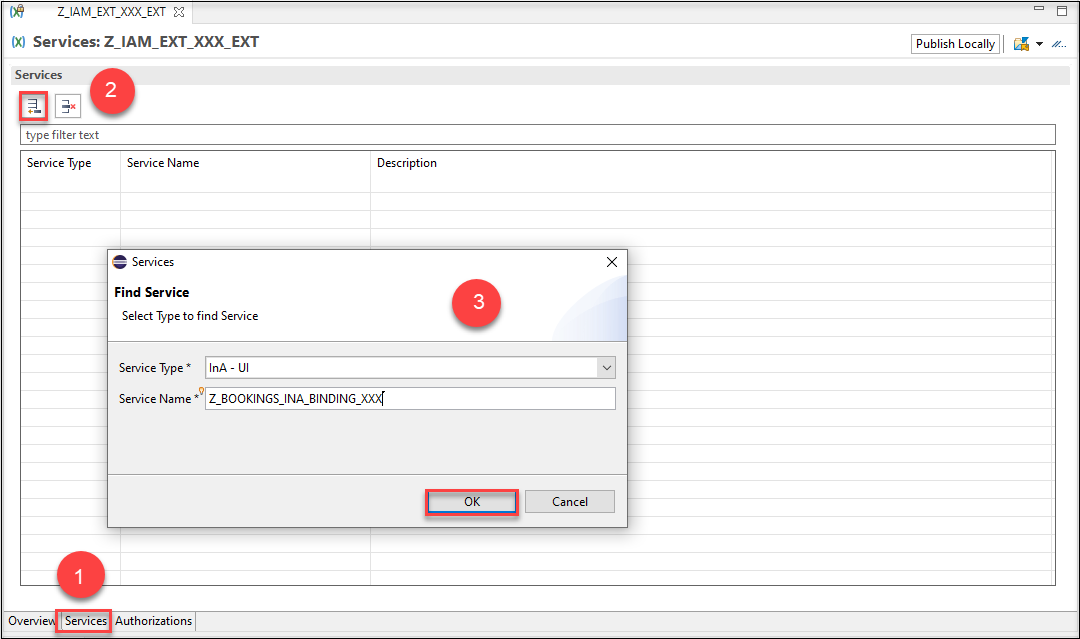 Z_IAM_EXT_XXX_EXT
(X) Services: Z_IAM_EXT_XXX_EXT
Publish Locally
Services
2
type filter text
Service Type Service Name Description
Services
Find Service
3
Select Type to find Service
Service Type * InA - UI
Service Name * Z_BOOKINGS_INA_BINDING_XXX
OK Cancel
1
Overview Services Authorizations